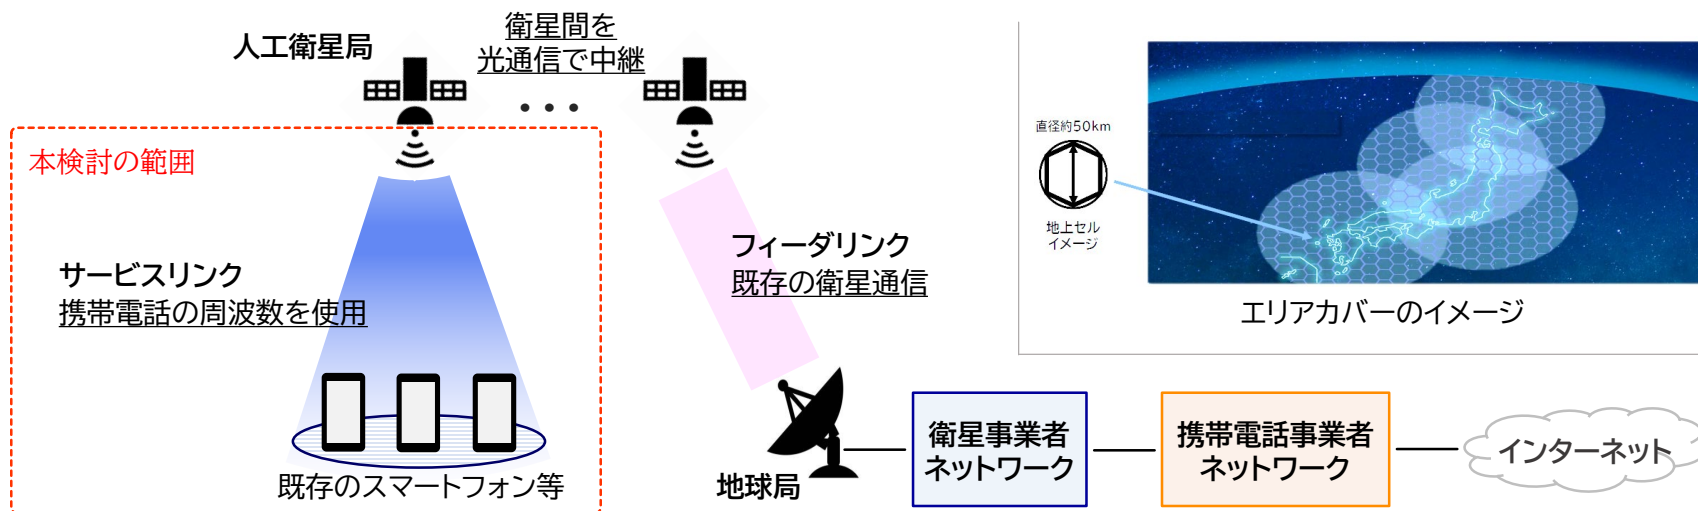 人工衛星局
衛星間を
光通信で中継
本検討の範囲
サービスリンク
携帯電話の周波数を使用
既存のスマートフォン等
フィーダリンク
既存の衛星通信
地球局
衛星事業者
ネットワーク
携帯電話事業者
ネットワーク
インターネット
直径約50km
地上セル
イメージ
エリアカバーのイメージ